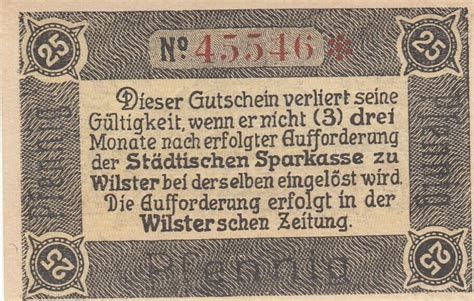 25
25
Nº 45546 *
Pfennig
Pfennig
Dieser Gutschein verliert seine
Gültigkeit, wenn er nicht (3) drei
Monate nach erfolgter Aufforderung
der Städtischen Sparkasse zu
Wilster bei derselben eingelöst wird.
Die Aufforderung erfolgt in der
Wilsterschen Zeitung.
25
Pfennig
25